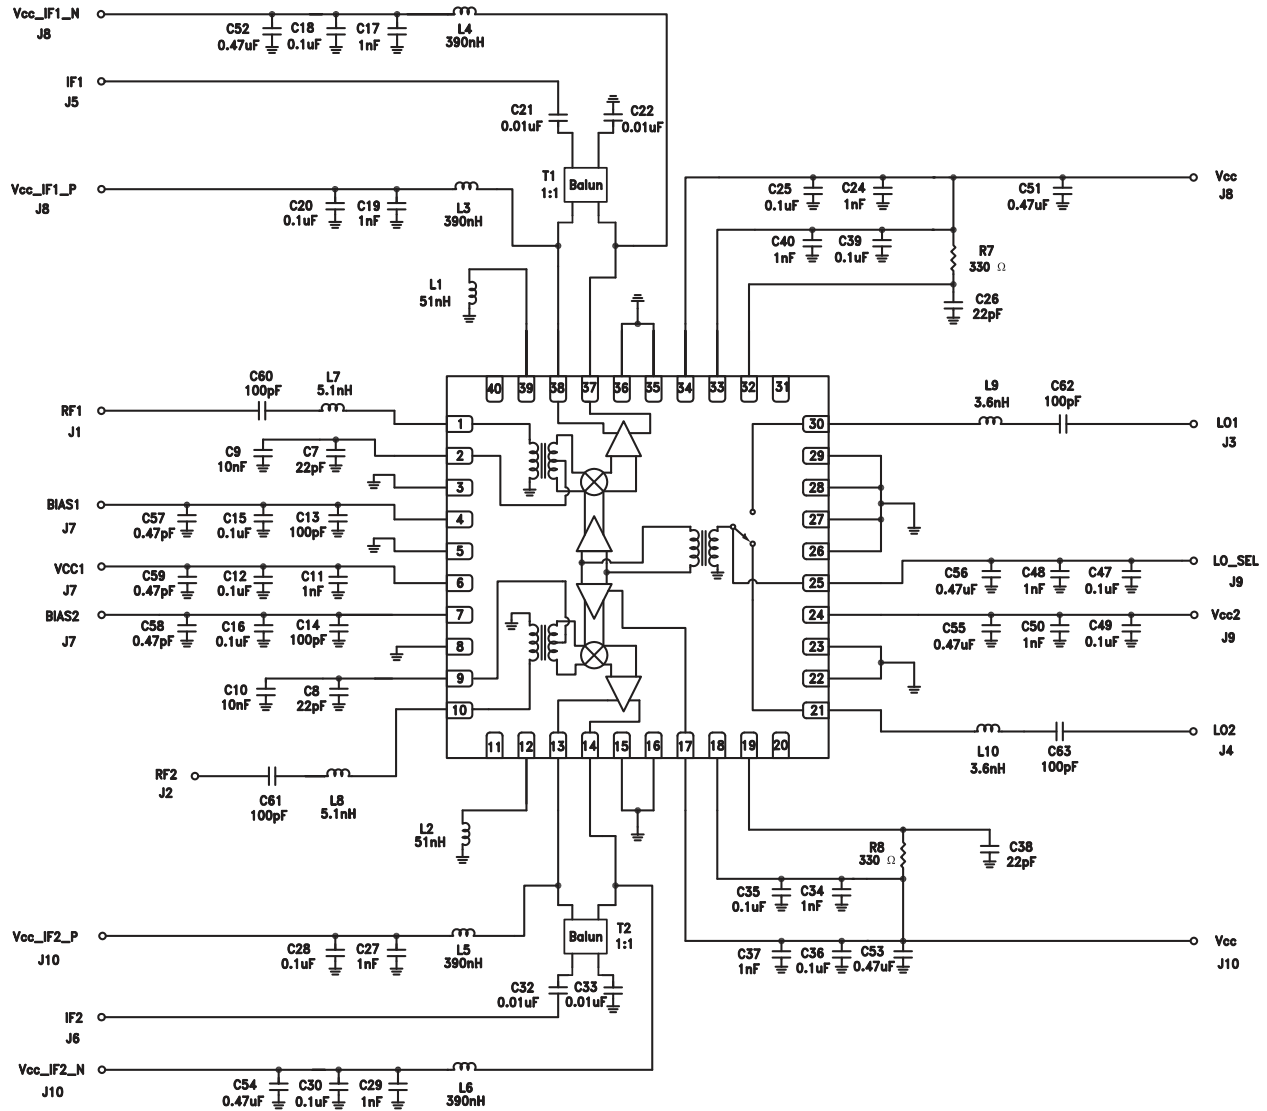 Vcc_IF1_N
J8
C52
0.47uF
C18
0.1uF
C17
1nF
L4
390nH
IF1
J5
C21
0.01uF
C22
0.01uF
T1
1:1
Balun
Vcc_IF1_P
J8
C20
0.1uF
C19
1nF
L3
390nH
C25
0.1uF
C24
1nF
C51
0.47uF
Vcc
J8
C40
1nF
C39
0.1uF
R7
330 Ω
C26
22pF
L1
51nH
40
39
38
37
36
35
34
33
32
31
C60
100pF
L7
5.1nH
RF1
J1
C9
10nF
C7
22pF
BIAS1
J7
C57
0.47pF
C15
0.1uF
C13
100pF
VCC1
J7
C59
0.47pF
C12
0.1uF
C11
1nF
BIAS2
J7
C58
0.47pF
C16
0.1uF
C14
100pF
C10
10nF
C8
22pF
RF2
J2
C61
100pF
L8
5.1nH
1
2
3
4
5
6
7
8
9
10
30
29
28
27
26
25
24
23
22
21
L9
3.6nH
C62
100pF
LO1
J3
LO_SEL
J9
C56
0.47uF
C48
1nF
C47
0.1uF
Vcc2
J9
C55
0.47uF
C50
1nF
C49
0.1uF
LO2
J4
L10
3.6nH
C63
100pF
11
12
13
14
15
16
17
18
19
20
L2
51nH
R8
330 Ω
C38
22pF
C35
0.1uF
C34
1nF
C37
1nF
C36
0.1uF
C53
0.47uF
Vcc
J10
Vcc_IF2_P
J10
C28
0.1uF
C27
1nF
L5
390nH
Balun
T2
1:1
C32
0.01uF
C33
0.01uF
IF2
J6
Vcc_IF2_N
J10
C54
0.47uF
C30
0.1uF
C29
1nF
L6
390nH